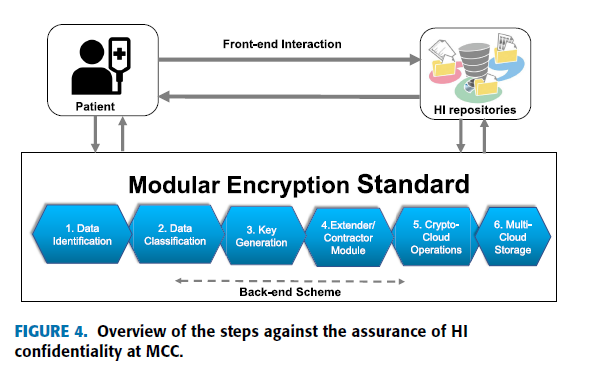 Front-end Interaction
Patient
HI repositories
Modular Encryption Standard
1. Data
Identification
2. Data
Classification
3. Key
Generation
4.Extender/
Contractor
Module
5. Crypto-
Cloud
Operations
6. Multi-
Cloud
Storage
Back-end Scheme
FIGURE 4. Overview of the steps against the assurance of HI
confidentiality at MCC.